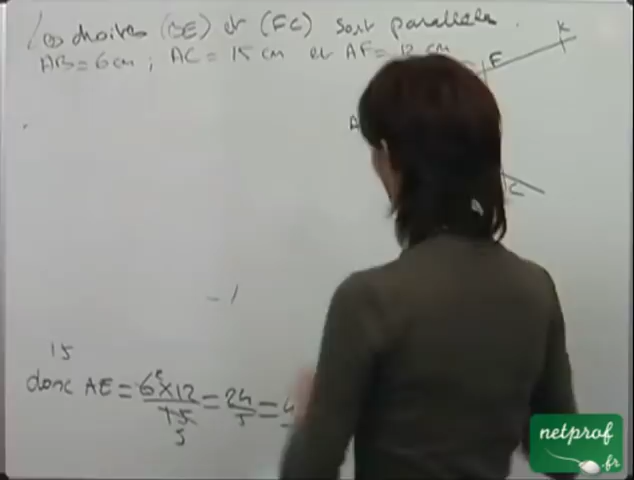 Les droites (BE) et (FC) sont parallèles.
AB = 6 cm ; AC = 15 cm et AF = 12 cm
E K
A
C
15
donc AE = 6 × 12 / 15 = 24 / 5 = 4
5
netprof
.fr